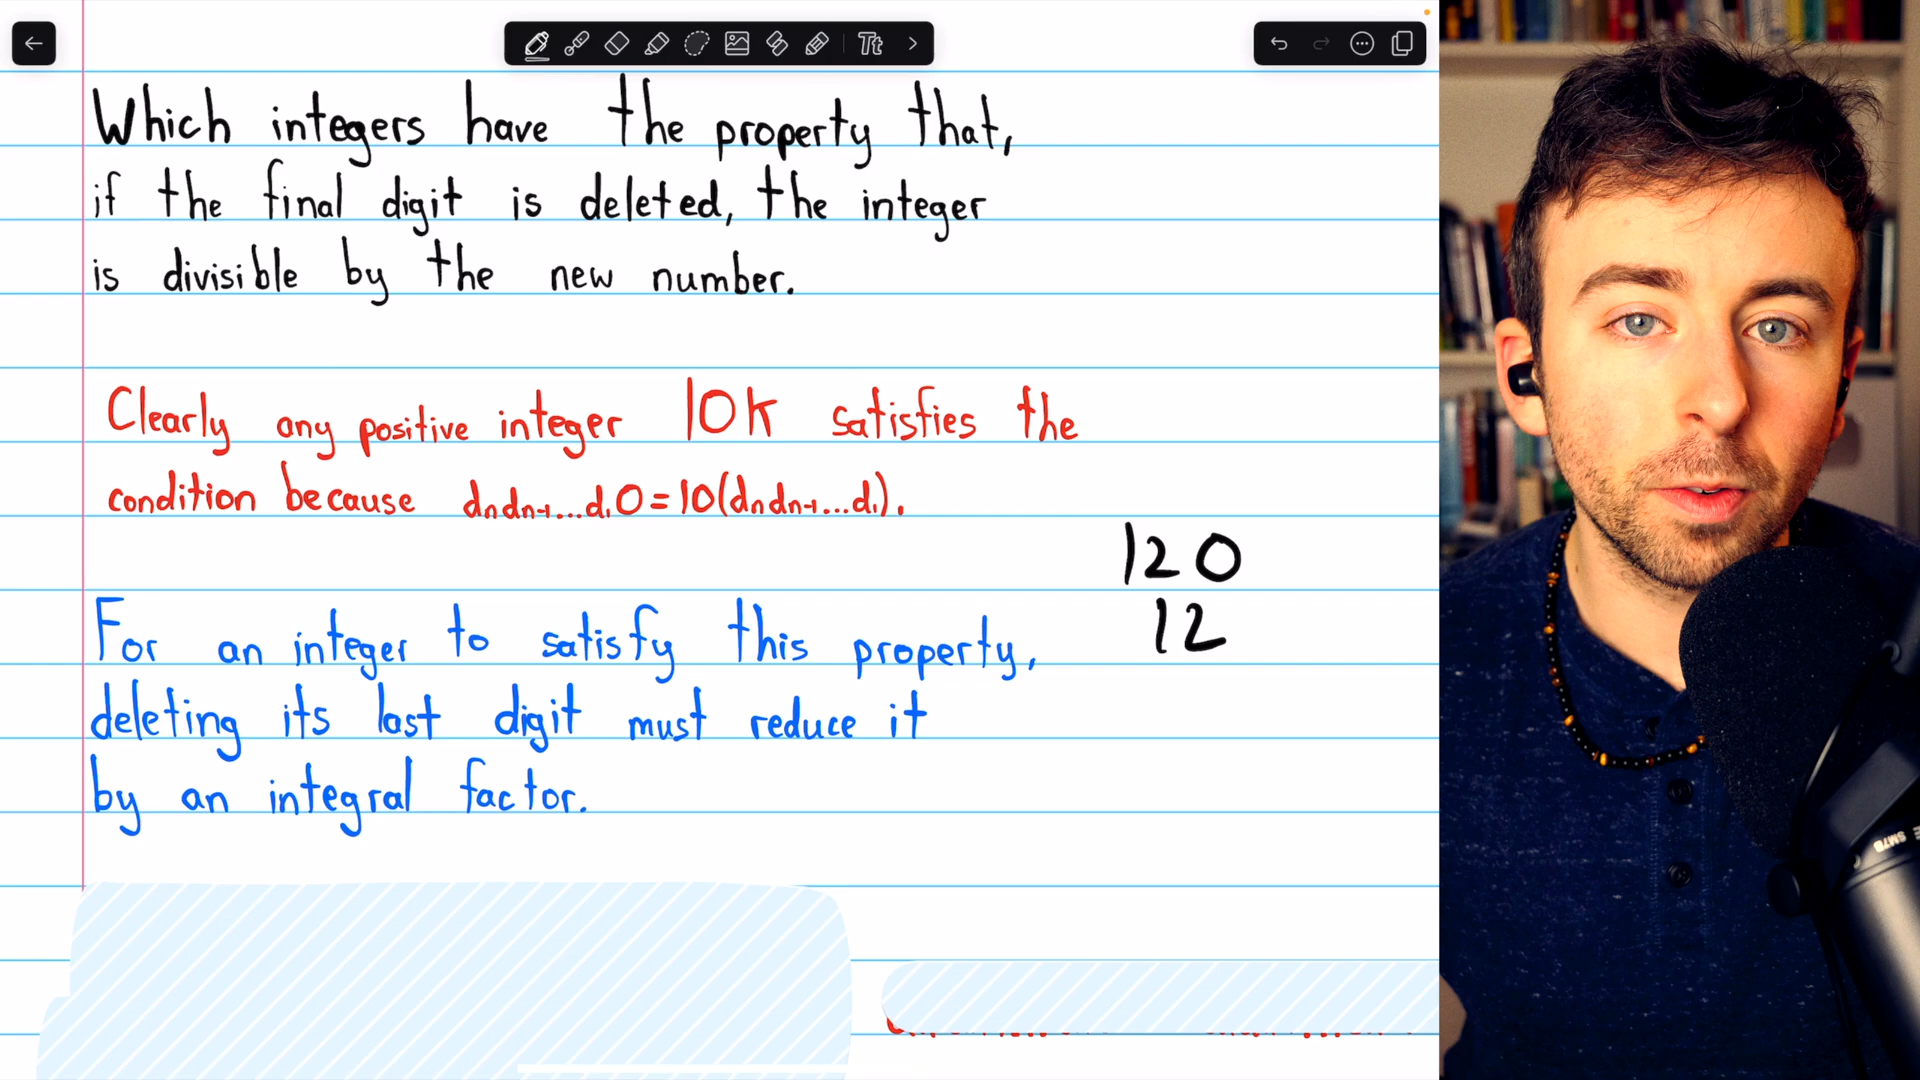 Tt
Which integers have the property that,
if the final digit is deleted, the integer
is divisible by the new number.
Clearly any positive integer 10K satisfies the
condition because dₙdₙ₋₁...d₁0=10(dₙdₙ₋₁...d₁).
120
12
For an integer to satisfy this property,
deleting its last digit must reduce it
by an integral factor.
SM7B